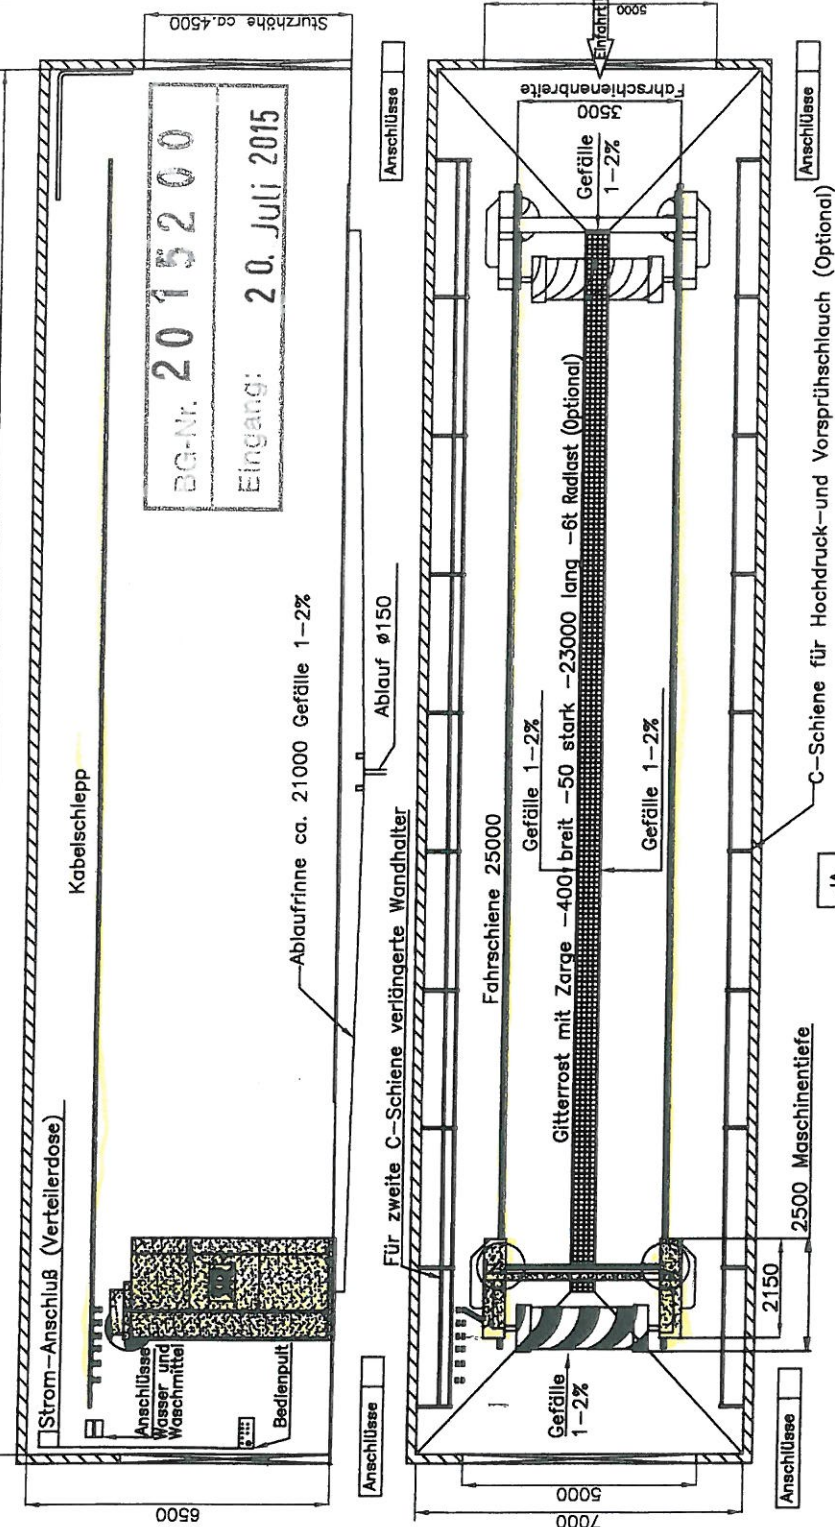 Sturzhöhe ca.4500
Kabelschlepp
BG-Nr. 2015200
Eingang: 20. Juli 2015
Strom-Anschluß (Verteilerdose)
Anschlüsse
Wasser und
Waschmittel
Bedienpult
6500
Ablaufrinne ca. 21000 Gefälle 1-2%
Ablauf ø150
Anschlüsse
Anschlüsse
Für zweite C-Schiene verlängerte Wandhalter
5000
Einfahrt
Fahrschienenbreite
3500
Gefälle
1-2%
Fahrschiene 25000
Gefälle 1-2%
Gitterrost mit Zarge -400 breit -50 stark -23000 lang -6t Radlast (Optional)
Gefälle 1-2%
Gefälle
1-2%
2150
2500 Maschinentiefe
5000
7000
Anschlüsse
Anschlüsse
C-Schiene für Hochdruck-und Vorsprühschlauch (Optional)